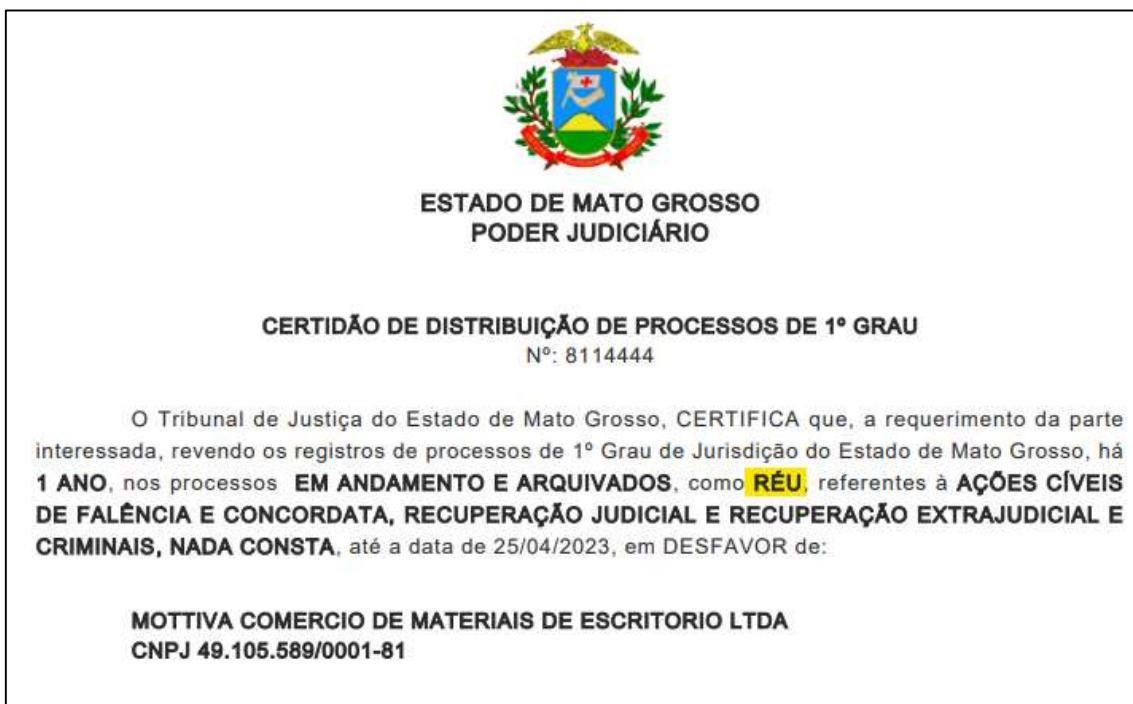 ESTADO DE MATO GROSSO
PODER JUDICIÁRIO
CERTIDÃO DE DISTRIBUIÇÃO DE PROCESSOS DE 1º GRAU
Nº: 8114444
O Tribunal de Justiça do Estado de Mato Grosso, CERTIFICA que, a requerimento da parte
interessada, revendo os registros de processos de 1º Grau de Jurisdição do Estado de Mato Grosso, há
1 ANO, nos processos EM ANDAMENTO E ARQUIVADOS, como RÉU, referentes à AÇÕES CÍVEIS
DE FALÊNCIA E CONCORDATA, RECUPERAÇÃO JUDICIAL E RECUPERAÇÃO EXTRAJUDICIAL E
CRIMINAIS, NADA CONSTA, até a data de 25/04/2023, em DESFAVOR de:
MOTTIVA COMERCIO DE MATERIAIS DE ESCRITORIO LTDA
CNPJ 49.105.589/0001-81